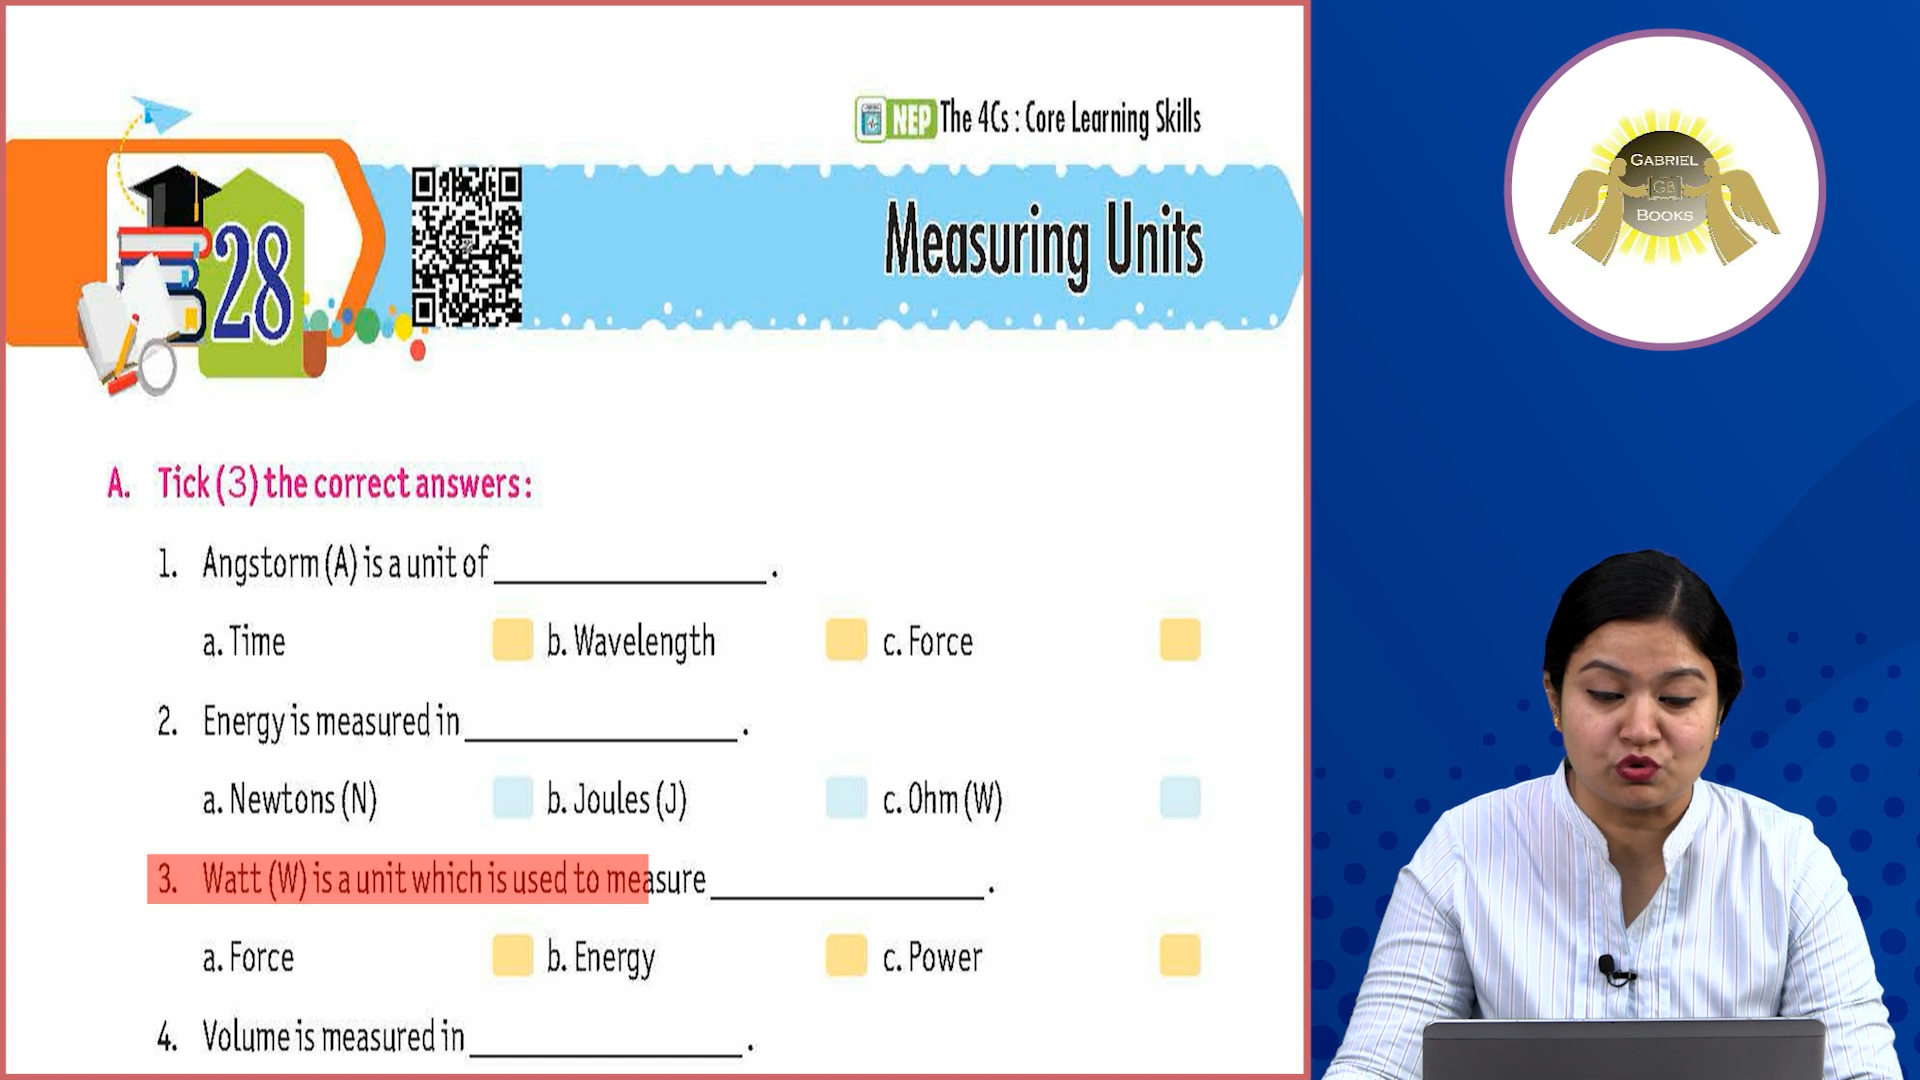 NEP The 4Cs : Core Learning Skills
28
Measuring Units
GABRIEL
GB
BOOKS
A. Tick (3) the correct answers :
1. Angstorm (A) is a unit of ________________ .
a. Time b. Wavelength c. Force
2. Energy is measured in ________________ .
a. Newtons (N) b. Joules (J) c. Ohm (W)
3. Watt (W) is a unit which is used to measure ________________ .
a. Force b. Energy c. Power
4. Volume is measured in ________________ .